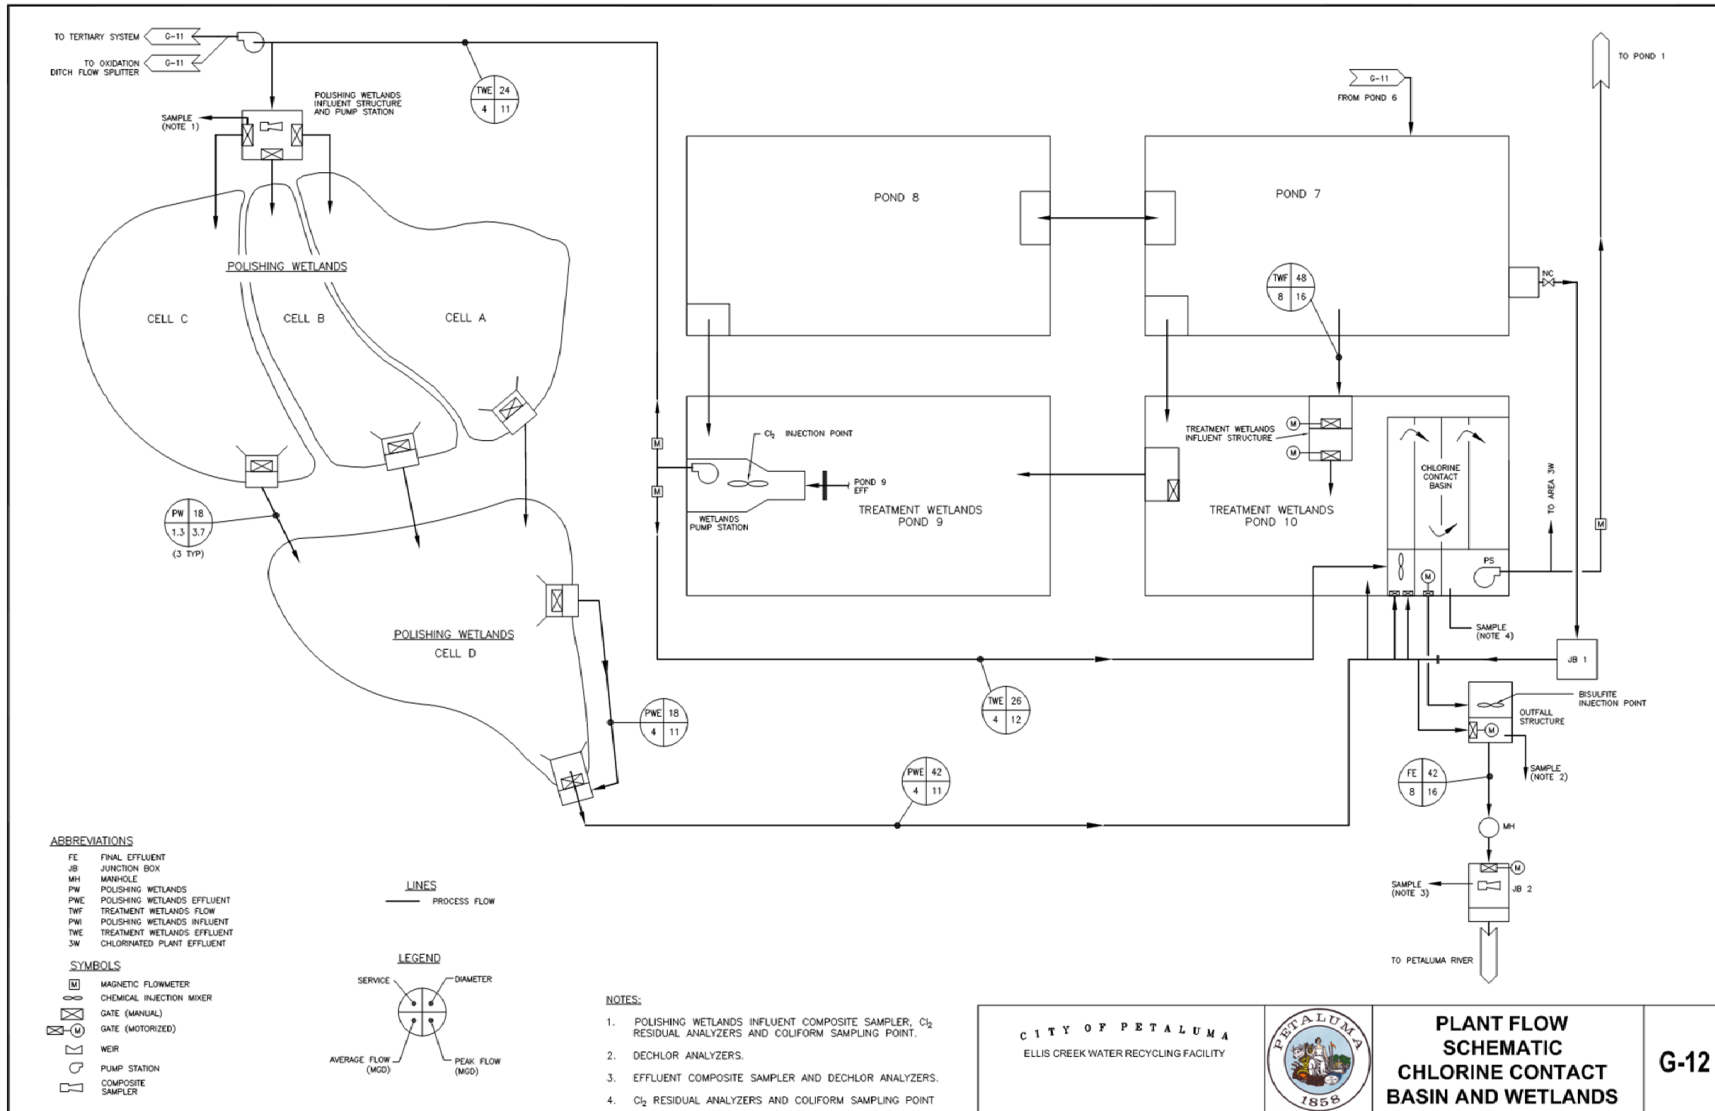 TO TERTIARY SYSTEM
G-11
TO OXIDATION
DITCH FLOW SPLITTER
G-11
TWE 24
4 11
POLISHING WETLANDS
INFLUENT STRUCTURE
AND PUMP STATION
SAMPLE
(NOTE 1)
G-11
FROM POND 6
TO POND 1
POND 8
POND 7
TWF 48
8 16
NC
POLISHING WETLANDS
CELL C
CELL B
CELL A
Cl2 INJECTION POINT
M
M
POND 9
EFF
WETLANDS
PUMP STATION
TREATMENT WETLANDS
POND 9
TREATMENT WETLANDS
INFLUENT STRUCTURE
M
M
TREATMENT WETLANDS
POND 10
CHLORINE
CONTACT
BASIN
M
PS
TO AREA 3W
M
SAMPLE
(NOTE 4)
JB 1
PW 18
1.3 3.7
(3 TYP)
POLISHING WETLANDS
CELL D
PWE 18
4 11
TWE 26
4 12
PWE 42
4 11
BISULFITE
INJECTION POINT
OUTFALL
STRUCTURE
M
SAMPLE
(NOTE 2)
FE 42
8 16
MH
M
JB 2
SAMPLE
(NOTE 3)
TO PETALUMA RIVER
ABBREVIATIONS
FE FINAL EFFLUENT
JB JUNCTION BOX
MH MANHOLE
PW POLISHING WETLANDS
PWE POLISHING WETLANDS EFFLUENT
TWF TREATMENT WETLANDS FLOW
PWI POLISHING WETLANDS INFLUENT
TWE TREATMENT WETLANDS EFFLUENT
3W CHLORINATED PLANT EFFLUENT
SYMBOLS
M MAGNETIC FLOWMETER
CHEMICAL INJECTION MIXER
GATE (MANUAL)
M GATE (MOTORIZED)
WEIR
PUMP STATION
COMPOSITE
SAMPLER
LINES
PROCESS FLOW
LEGEND
SERVICE
DIAMETER
AVERAGE FLOW
(MGD)
PEAK FLOW
(MGD)
NOTES:
1. POLISHING WETLANDS INFLUENT COMPOSITE SAMPLER, Cl2
RESIDUAL ANALYZERS AND COLIFORM SAMPLING POINT.
2. DECHLOR ANALYZERS.
3. EFFLUENT COMPOSITE SAMPLER AND DECHLOR ANALYZERS.
4. Cl2 RESIDUAL ANALYZERS AND COLIFORM SAMPLING POINT
CITY OF PETALUMA
ELLIS CREEK WATER RECYCLING FACILITY
PETALUMA
1858
PLANT FLOW
SCHEMATIC
CHLORINE CONTACT
BASIN AND WETLANDS
G-12